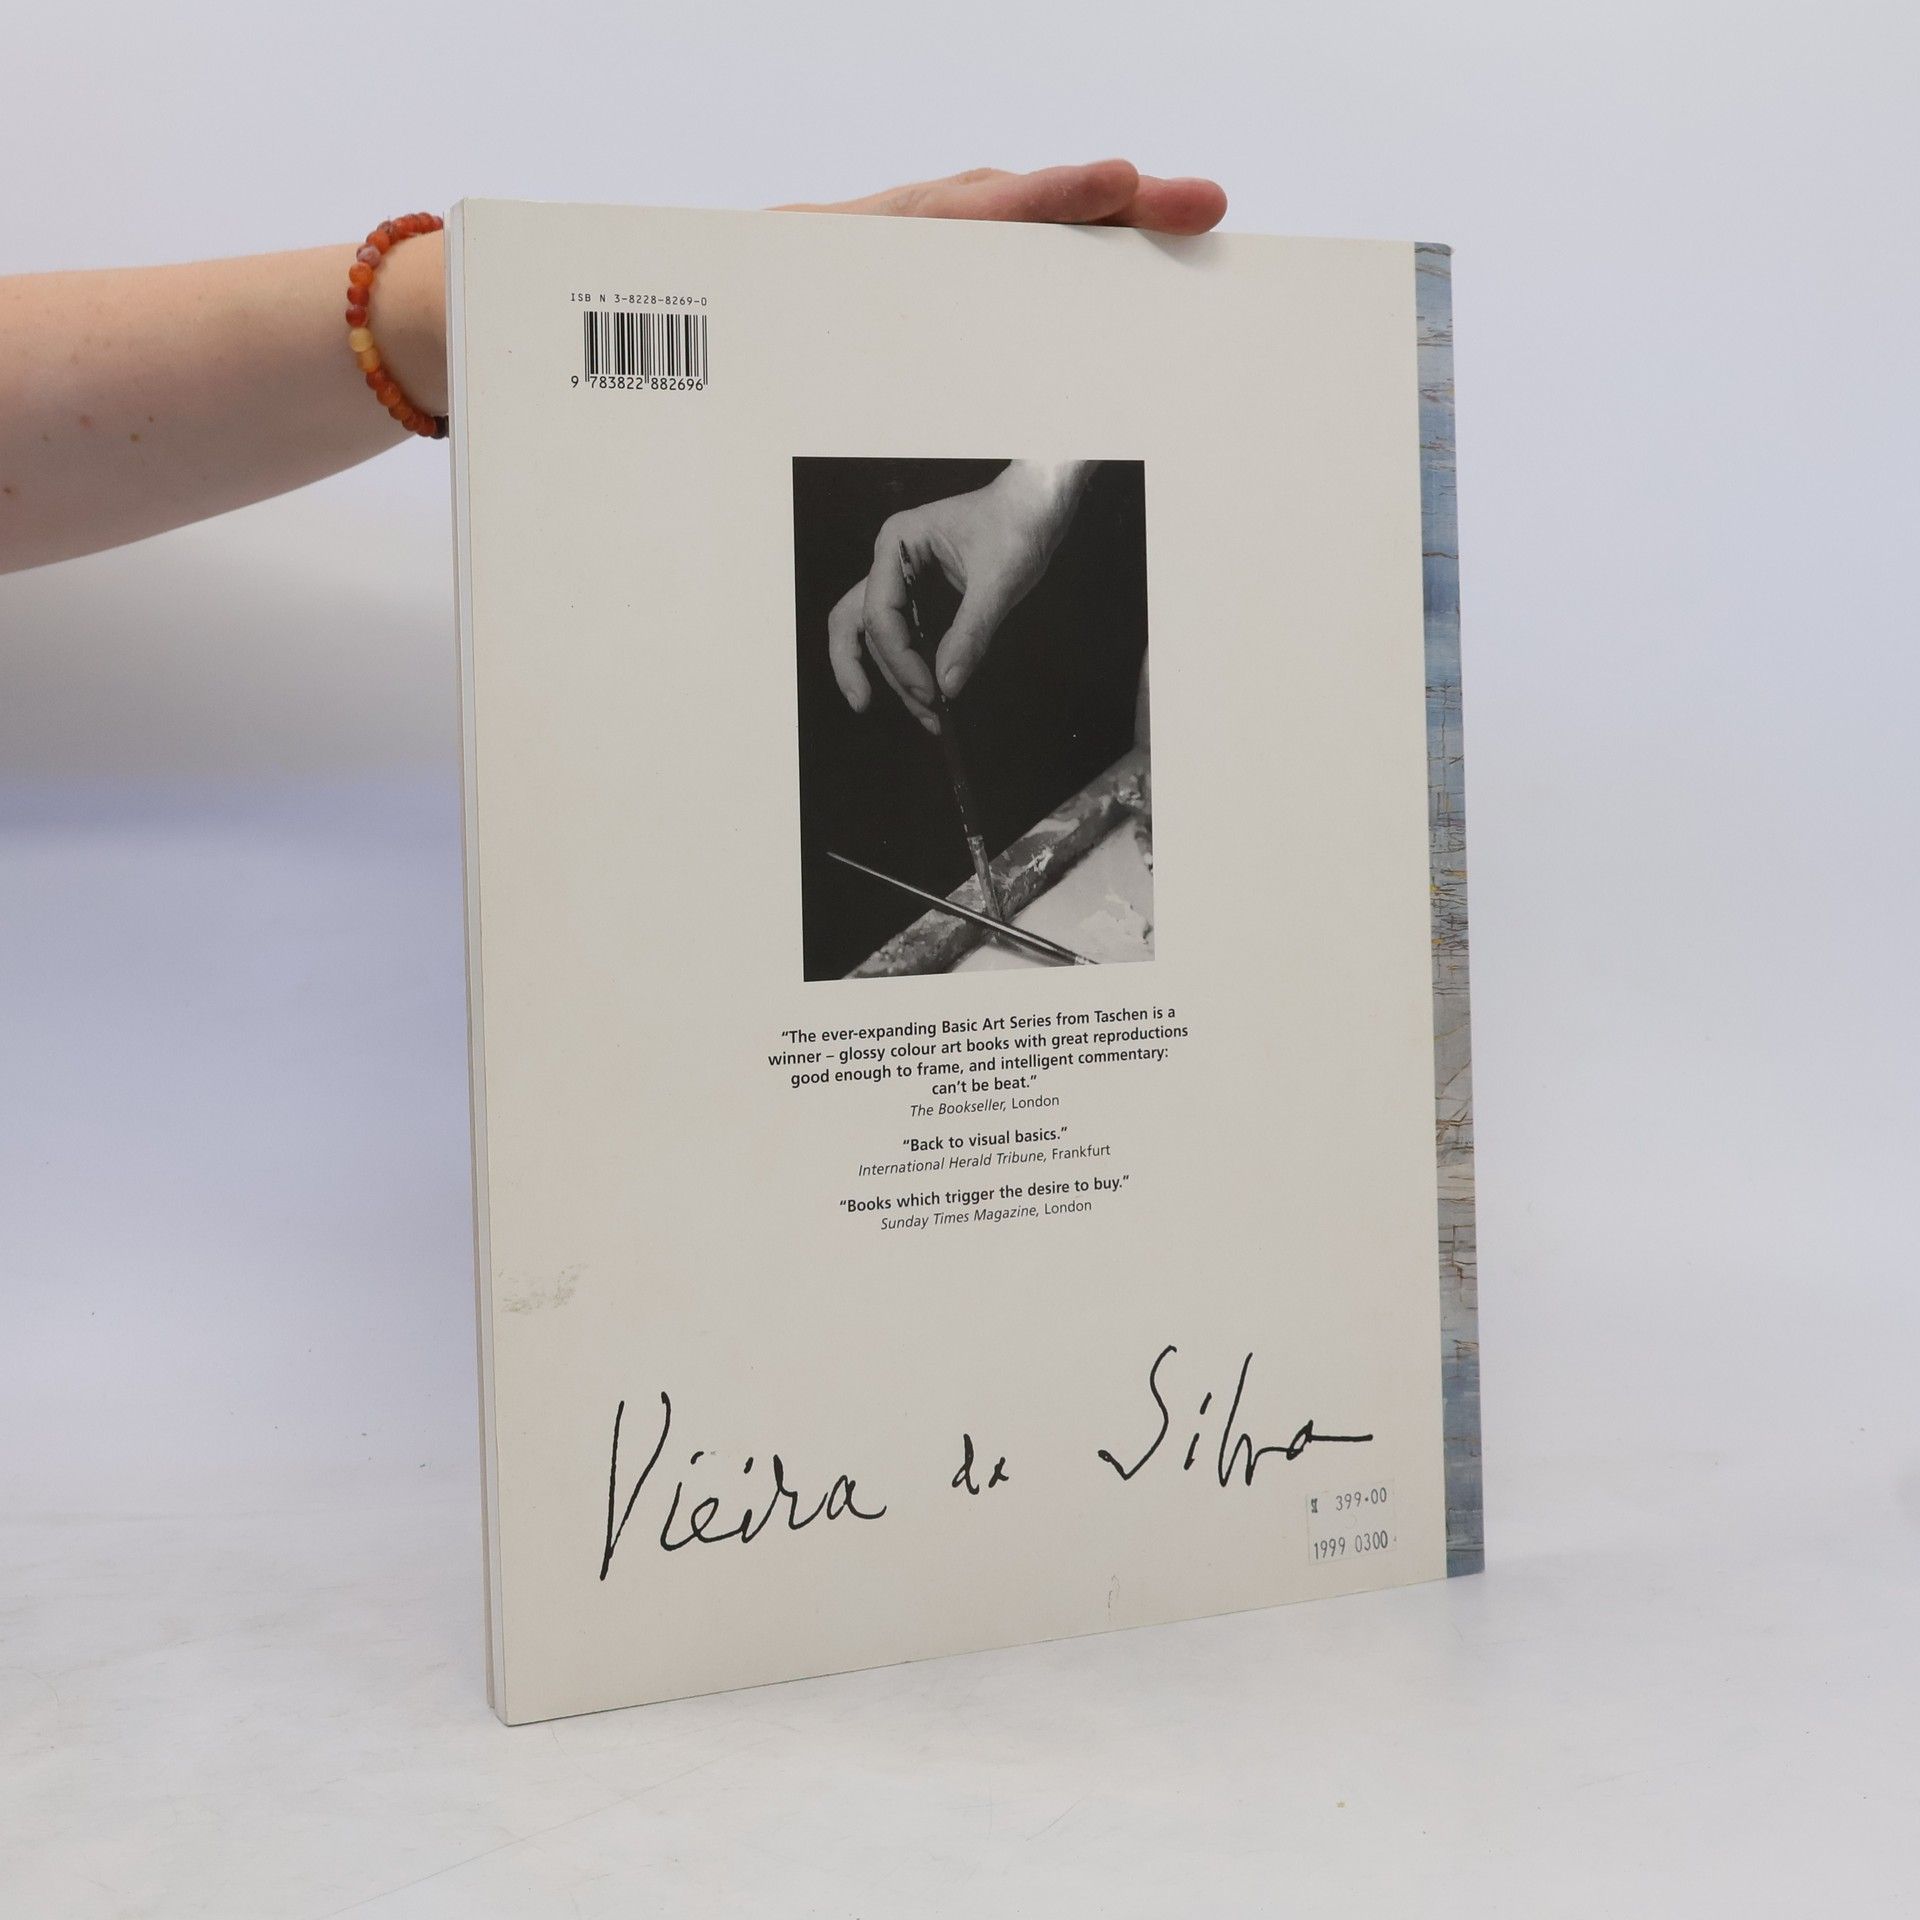 ISB N 3-8228-8269-0
9 783822 882696
“The ever-expanding Basic Art Series from Taschen is a
winner – glossy colour art books with great reproductions
good enough to frame, and intelligent commentary:
can’t be beat.”
The Bookseller, London
“Back to visual basics.”
International Herald Tribune, Frankfurt
“Books which trigger the desire to buy.”
Sunday Times Magazine, London
Vieira da Silva
399·00
1999 0300